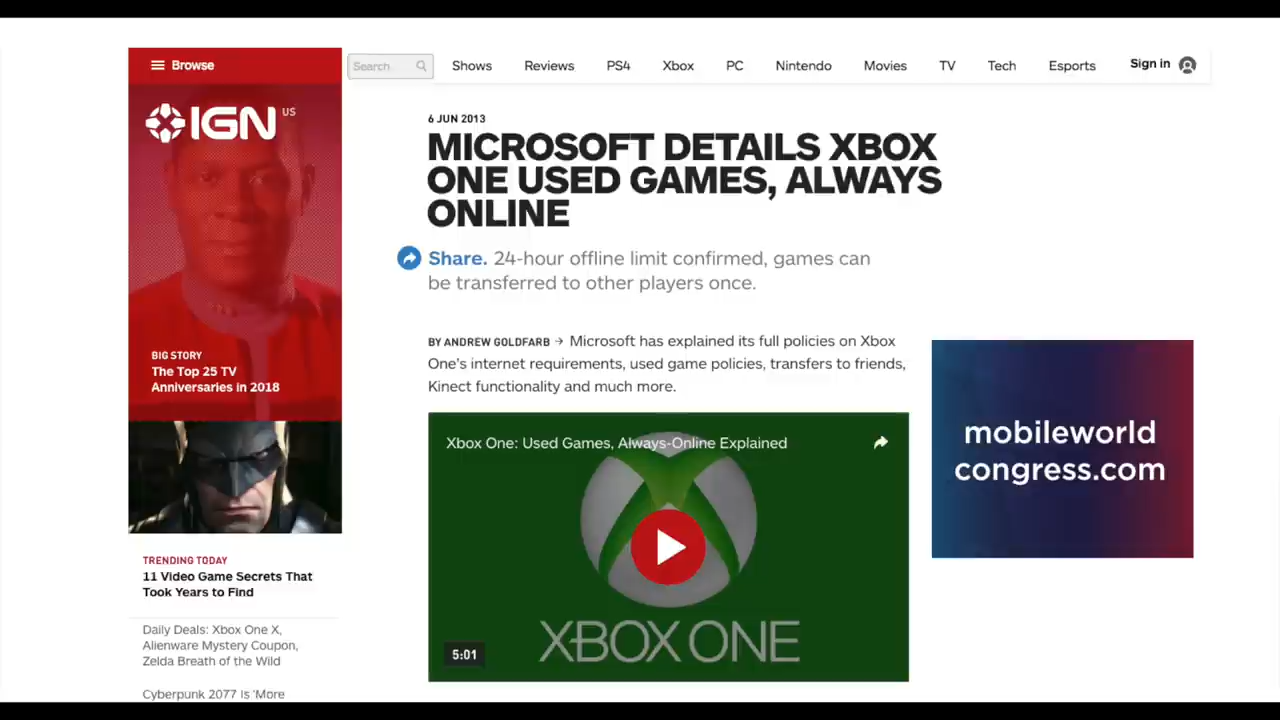 Browse
Search
Shows
Reviews
PS4
Xbox
PC
Nintendo
Movies
TV
Tech
Esports
Sign in
IGN US
BIG STORY
The Top 25 TV
Anniversaries in 2018
TRENDING TODAY
11 Video Game Secrets That
Took Years to Find
Daily Deals: Xbox One X,
Alienware Mystery Coupon,
Zelda Breath of the Wild
Cyberpunk 2077 Is 'More
6 JUN 2013
MICROSOFT DETAILS XBOX
ONE USED GAMES, ALWAYS
ONLINE
Share. 24-hour offline limit confirmed, games can
be transferred to other players once.
BY ANDREW GOLDFARB → Microsoft has explained its full policies on Xbox
One's internet requirements, used game policies, transfers to friends,
Kinect functionality and much more.
Xbox One: Used Games, Always-Online Explained
XBOX ONE
5:01
mobileworld
congress.com